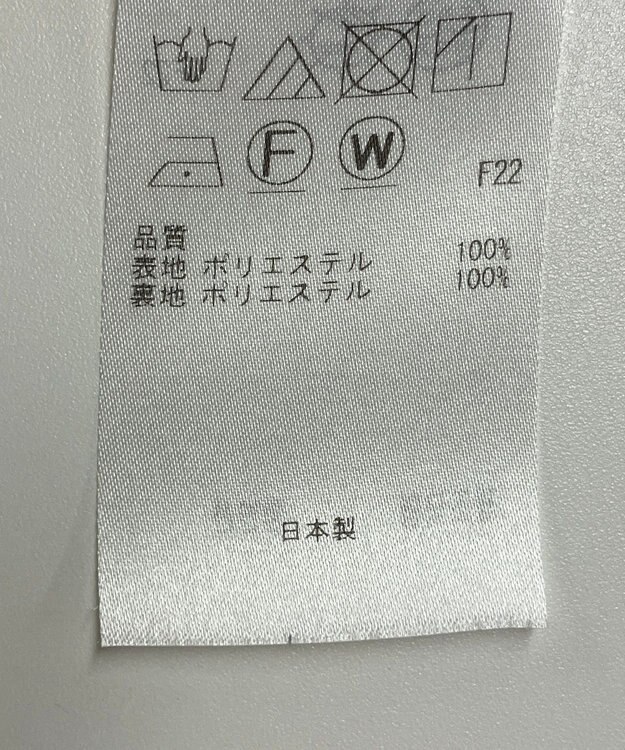 F W F22
品質
表地 ポリエステル 100%
裏地 ポリエステル 100%
日本製